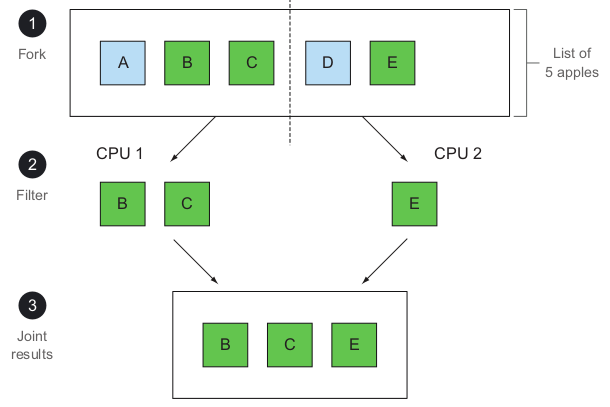 1
Fork
A B C D E
List of
5 apples
CPU 1
CPU 2
2
Filter
B C E
3
Joint
results
B C E